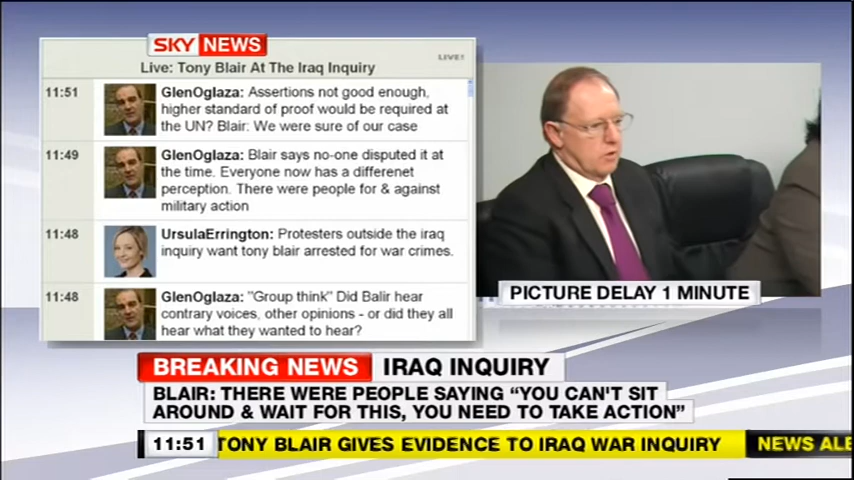 SKY NEWS
LIVE!
Live: Tony Blair At The Iraq Inquiry
11:51
GlenOglaza: Assertions not good enough,
higher standard of proof would be required at
the UN? Blair: We were sure of our case
11:49
GlenOglaza: Blair says no-one disputed it at
the time. Everyone now has a differenet
perception. There were people for & against
military action
11:48
UrsulaErrington: Protesters outside the iraq
inquiry want tony blair arrested for war crimes.
11:48
GlenOglaza: "Group think" Did Balir hear
contrary voices, other opinions - or did they all
hear what they wanted to hear?
PICTURE DELAY 1 MINUTE
BREAKING NEWS IRAQ INQUIRY
BLAIR: THERE WERE PEOPLE SAYING “YOU CAN'T SIT
AROUND & WAIT FOR THIS, YOU NEED TO TAKE ACTION”
11:51 TONY BLAIR GIVES EVIDENCE TO IRAQ WAR INQUIRY NEWS ALE